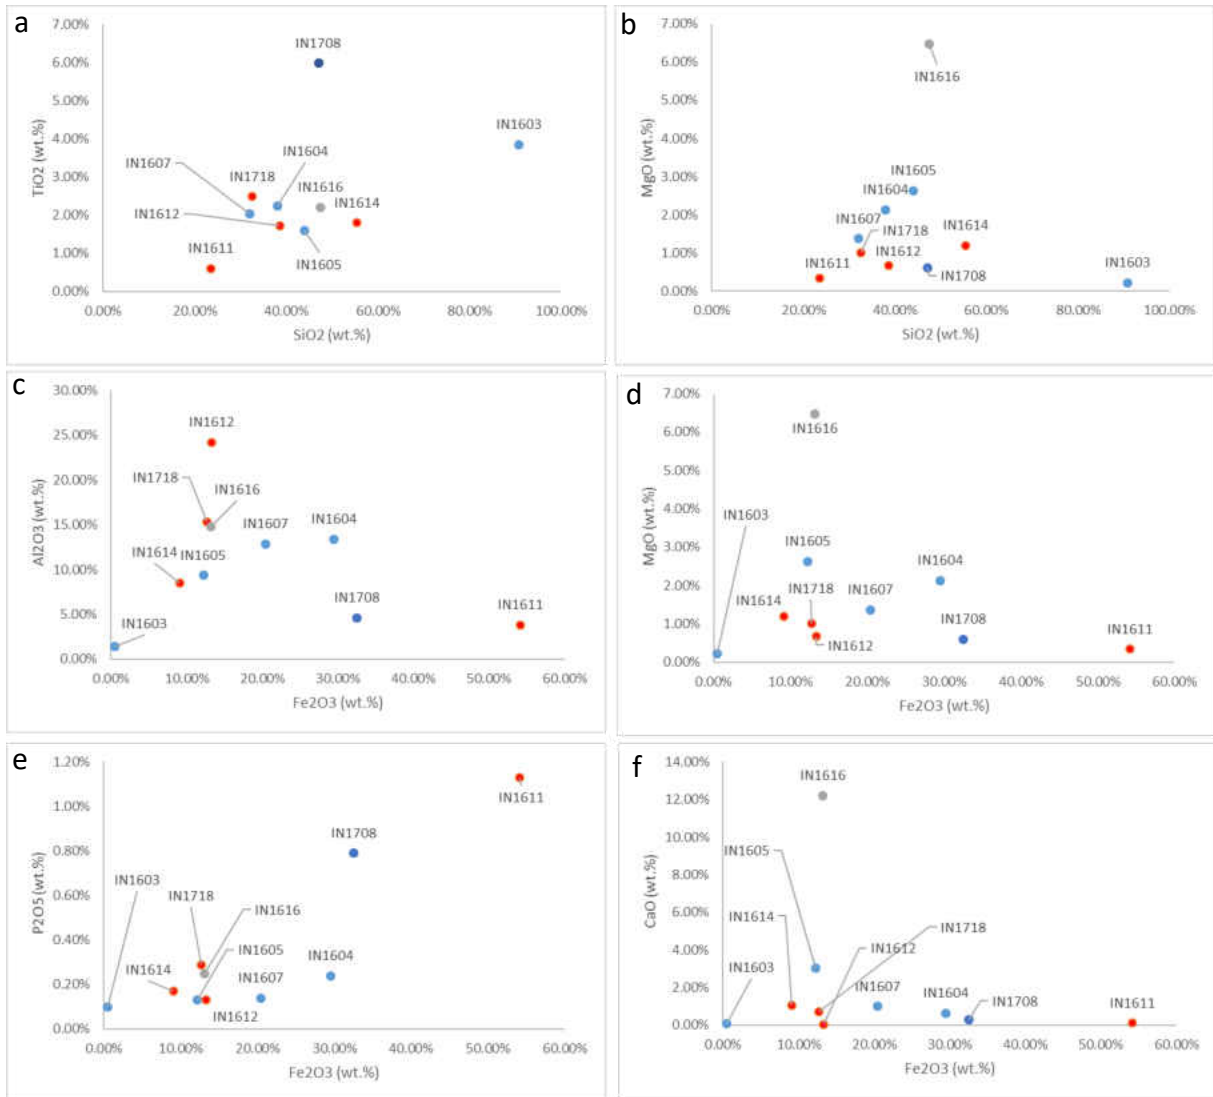 a
7.00%
IN1708
6.00%
5.00%
IN1603
4.00%
IN1607
IN1604
3.00%
IN1718
IN1616
IN1614
IN1612
2.00%
IN1611
IN1605
1.00%
0.00%
0.00% 20.00% 40.00% 60.00% 80.00% 100.00%
SiO2 (wt.%)
TiO2 (wt.%)
b
7.00%
IN1616
6.00%
5.00%
4.00%
IN1605
3.00%
IN1604
IN1607
2.00%
IN1718
IN1614
IN1612
IN1611
IN1603
1.00%
IN1708
0.00%
0.00% 20.00% 40.00% 60.00% 80.00% 100.00%
SiO2 (wt.%)
MgO (wt.%)
c
30.00%
IN1612
25.00%
20.00%
IN1718
IN1616
IN1607
IN1604
15.00%
IN1614
IN1605
10.00%
IN1708
IN1611
5.00%
IN1603
0.00%
0.00% 10.00% 20.00% 30.00% 40.00% 50.00% 60.00%
Fe2O3 (wt.%)
Al2O3 (wt.%)
d
7.00%
IN1616
6.00%
5.00%
4.00%
IN1603
IN1605
3.00%
IN1604
IN1718
IN1607
2.00%
IN1614
IN1708
IN1611
1.00%
IN1612
0.00%
0.00% 10.00% 20.00% 30.00% 40.00% 50.00% 60.00%
Fe2O3 (wt.%)
MgO (wt.%)
e
1.20%
IN1611
1.00%
IN1708
0.80%
IN1603
0.60%
IN1718
IN1616
0.40%
IN1605
IN1604
IN1614
IN1607
0.20%
IN1612
0.00%
0.00% 10.00% 20.00% 30.00% 40.00% 50.00% 60.00%
Fe2O3 (wt.%)
P2O5 (wt.%)
f
14.00%
IN1616
12.00%
10.00%
IN1605
8.00%
6.00%
IN1614
IN1718
4.00%
IN1612
IN1603
IN1607
2.00%
IN1604
IN1708
IN1611
0.00%
0.00% 10.00% 20.00% 30.00% 40.00% 50.00% 60.00%
Fe2O3 (wt.%)
CaO (wt.%)